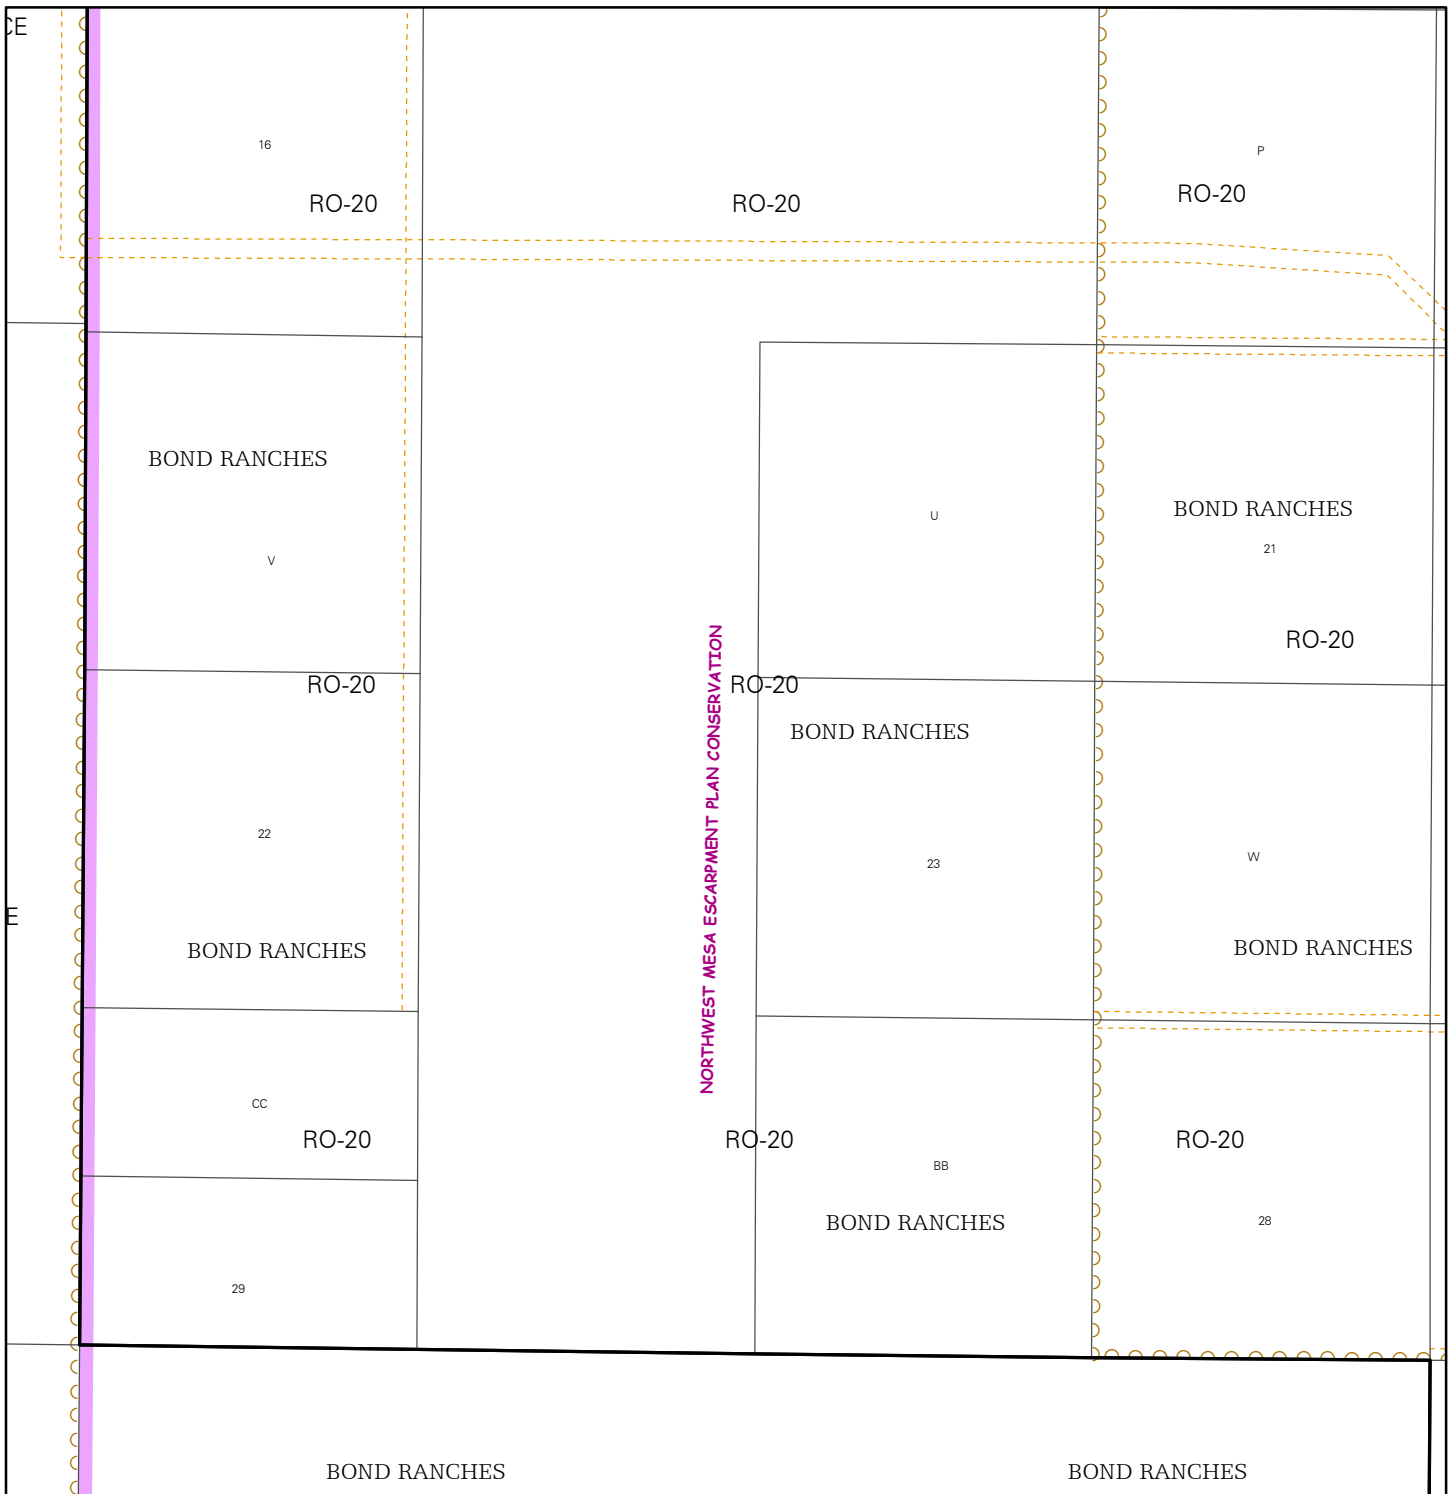 CE
16
P
RO-20
RO-20
RO-20
BOND RANCHES
BOND RANCHES
U
21
V
RO-20
RO-20
RO-20
NORTHWEST MESA ESCARPMENT PLAN CONSERVATION
BOND RANCHES
22
23
W
E
BOND RANCHES
BOND RANCHES
CC
RO-20
RO-20
RO-20
BB
BOND RANCHES
28
29
BOND RANCHES
BOND RANCHES